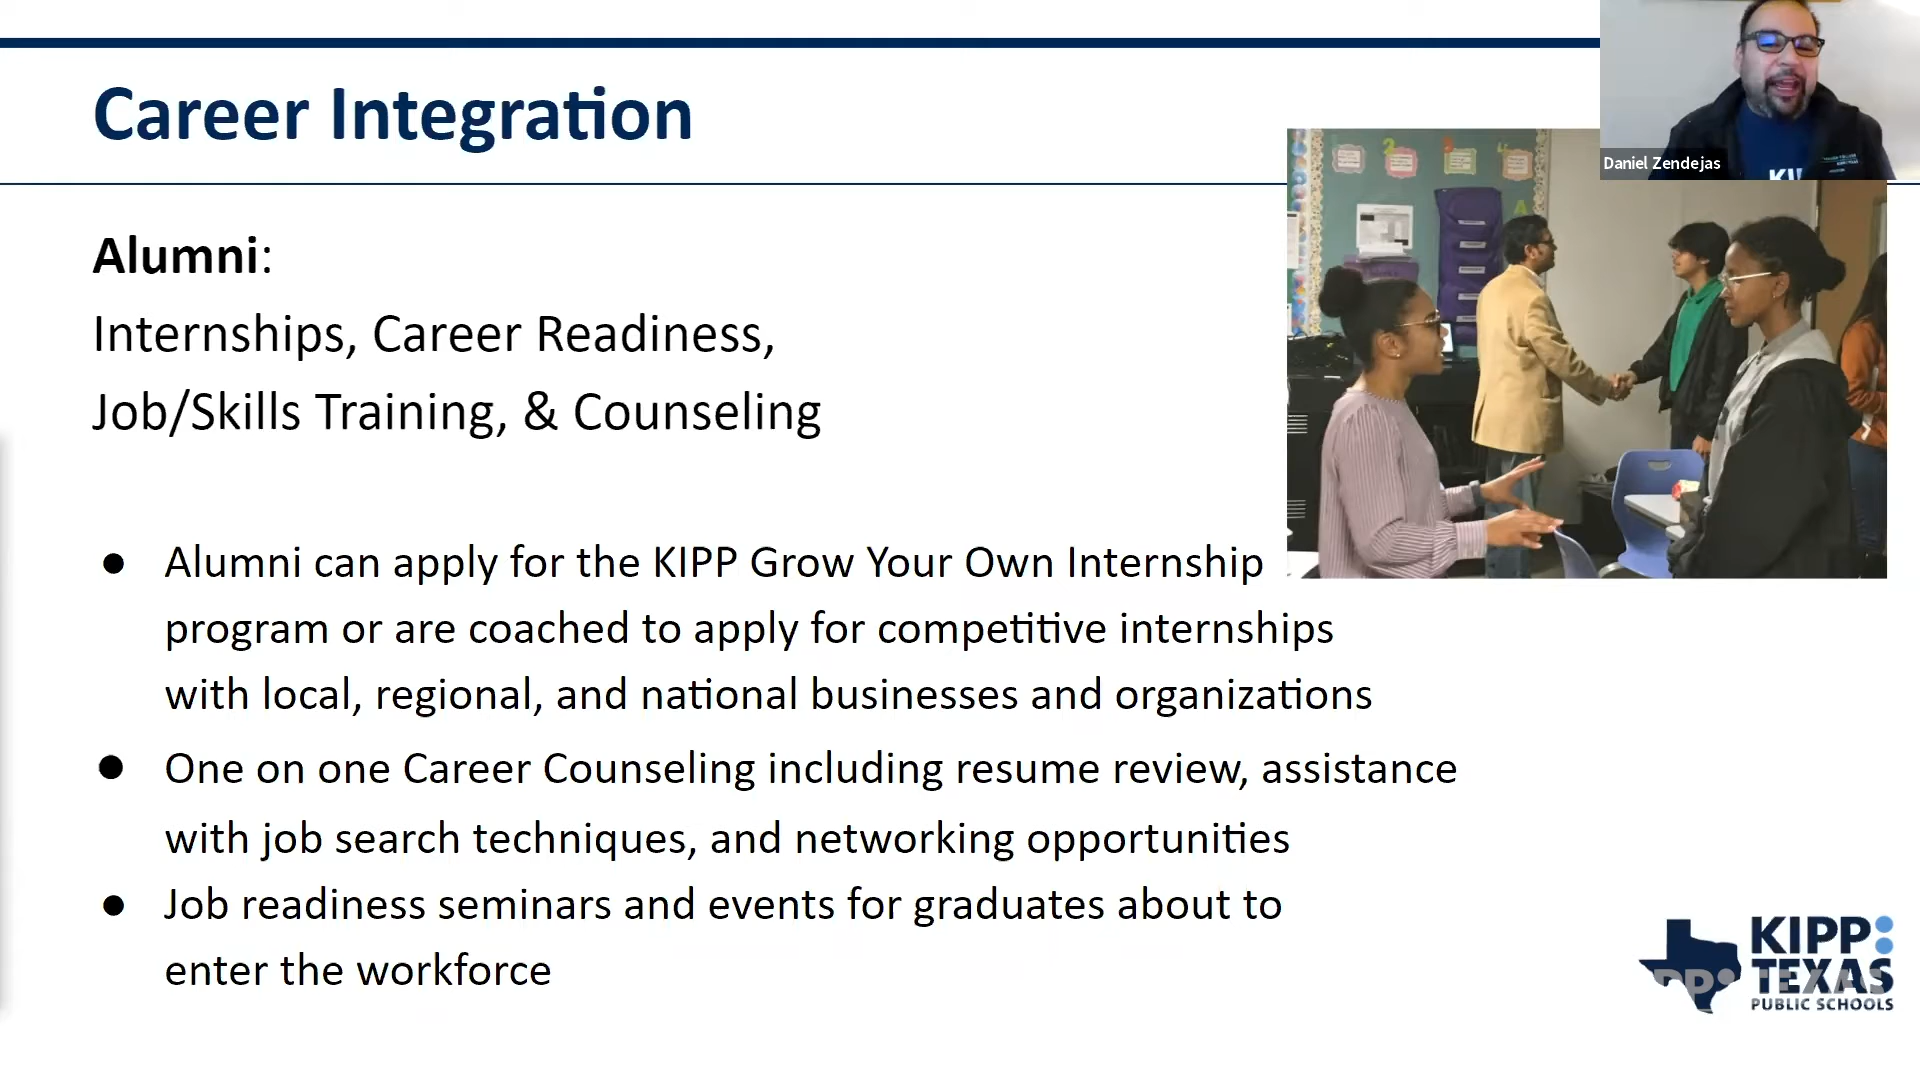 Career Integration
Daniel Zendejas
Alumni:
Internships, Career Readiness,
Job/Skills Training, & Counseling
● Alumni can apply for the KIPP Grow Your Own Internship
program or are coached to apply for competitive internships
with local, regional, and national businesses and organizations
● One on one Career Counseling including resume review, assistance
with job search techniques, and networking opportunities
● Job readiness seminars and events for graduates about to
enter the workforce
KIPP:
TEXAS
PUBLIC SCHOOLS